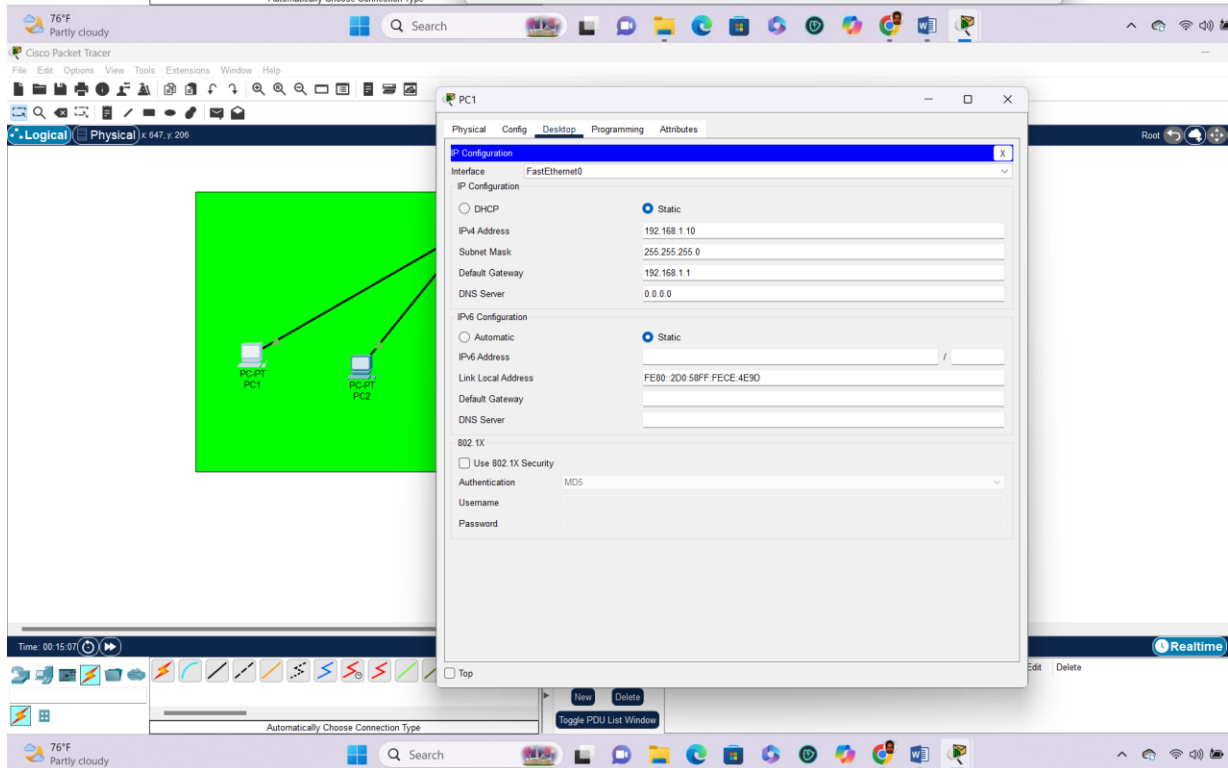 Automatically Choose Connection Type
76°F
Partly cloudy
Search
Cisco Packet Tracer
File Edit Options View Tools Extensions Window Help
PC1
Physical Config Desktop Programming Attributes
Logical Physical x: 647, y: 206
Root
IP Configuration
X
Interface FastEthernet0
IP Configuration
DHCP Static
IPv4 Address 192.168.1.10
Subnet Mask 255.255.255.0
Default Gateway 192.168.1.1
DNS Server 0.0.0.0
IPv6 Configuration
Automatic Static
IPv6 Address /
Link Local Address FE80::2D0:58FF:FECE:4E9D
Default Gateway
DNS Server
802.1X
Use 802.1X Security
Authentication MD5
Username
Password
Top
PC-PT
PC1
PC-PT
PC2
Time: 00:15:07
Realtime
Edit Delete
New Delete
Toggle PDU List Window
Automatically Choose Connection Type
76°F
Partly cloudy
Search